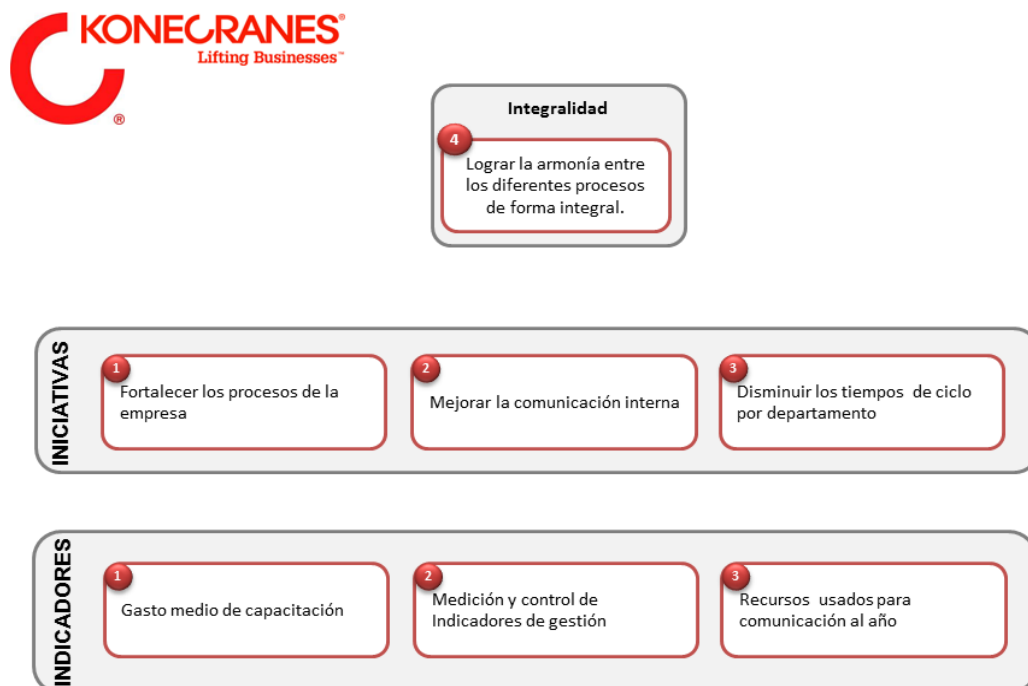 KONECRANES®
Lifting Businesses™
®
Integralidad
4
Lograr la armonía entre
los diferentes procesos
de forma integral.
INICIATIVAS
1
Fortalecer los procesos de la
empresa
2
Mejorar la comunicación interna
3
Disminuir los tiempos de ciclo
por departamento
INDICADORES
1
Gasto medio de capacitación
2
Medición y control de
Indicadores de gestión
3
Recursos usados para
comunicación al año